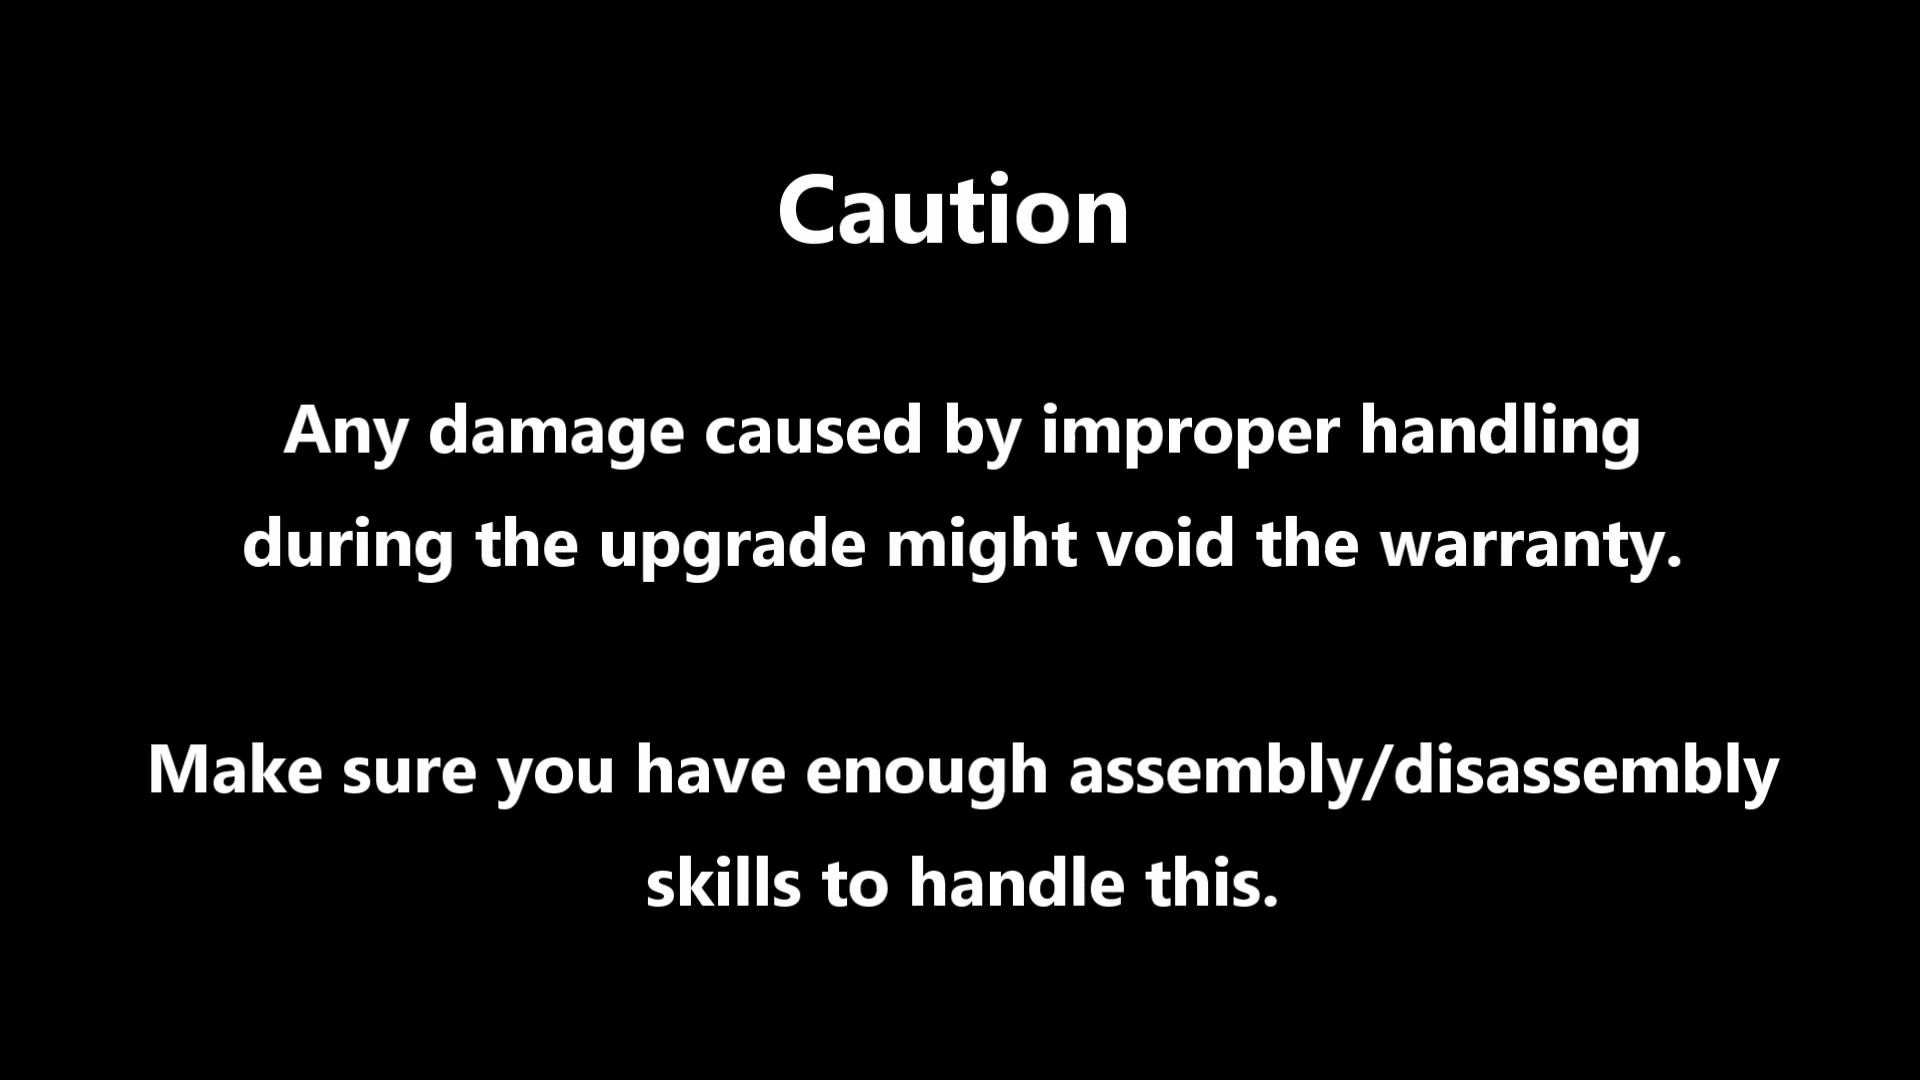 Caution
Any damage caused by improper handling
during the upgrade might void the warranty.
Make sure you have enough assembly/disassembly
skills to handle this.